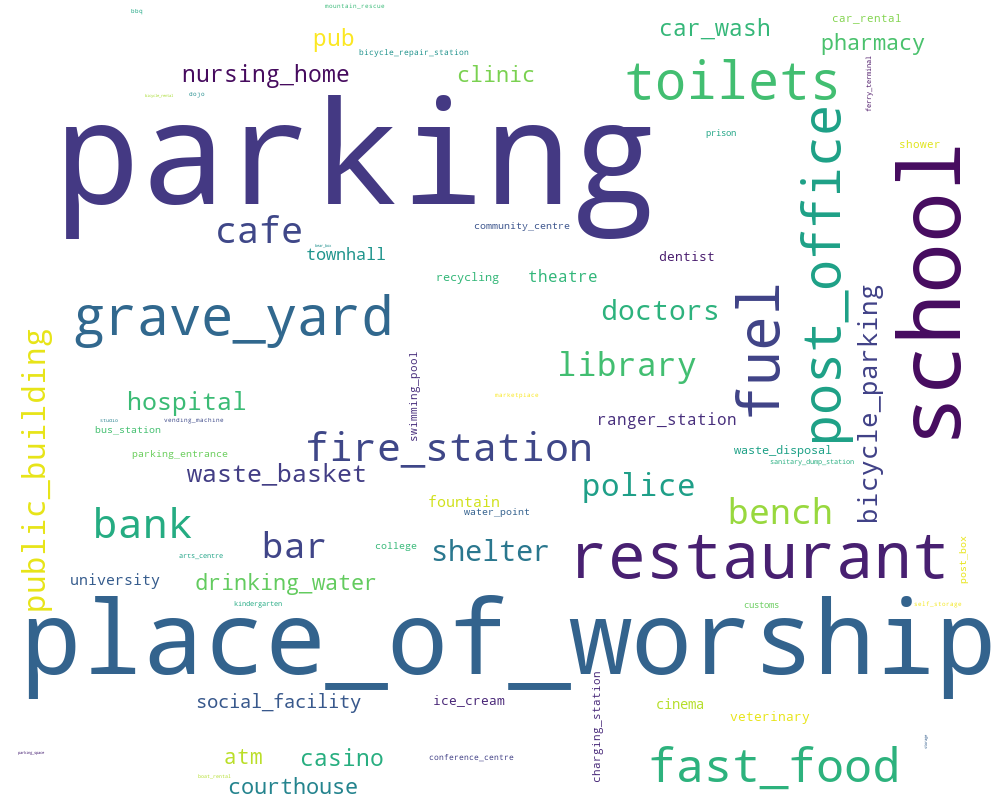 bbq
mountain_rescue
pub
bicycle_repair_station
car_wash
car_rental
pharmacy
nursing_home
clinic
toilets
ferry_terminal
dojo
parking
post_office
prison
shower
school
cafe
community_centre
townhall
dentist
recycling
theatre
grave_yard
doctors
fuel
bicycle_parking
public_building
library
swimming_pool
hospital
marketplace
studio
vending_machine
ranger_station
bus_station
fire_station
parking_entrance
waste_disposal
sanitary_dump_station
waste_basket
police
fountain
bench
bank
water_point
bar
college
shelter
restaurant
arts_centre
post_box
university
drinking_water
kindergarten
customs
self_storage
place_of_worship
social_facility
ice_cream
charging_station
cinema
veterinary
parking_space
atm
casino
conference_centre
fast_food
storage
boat_rental
courthouse